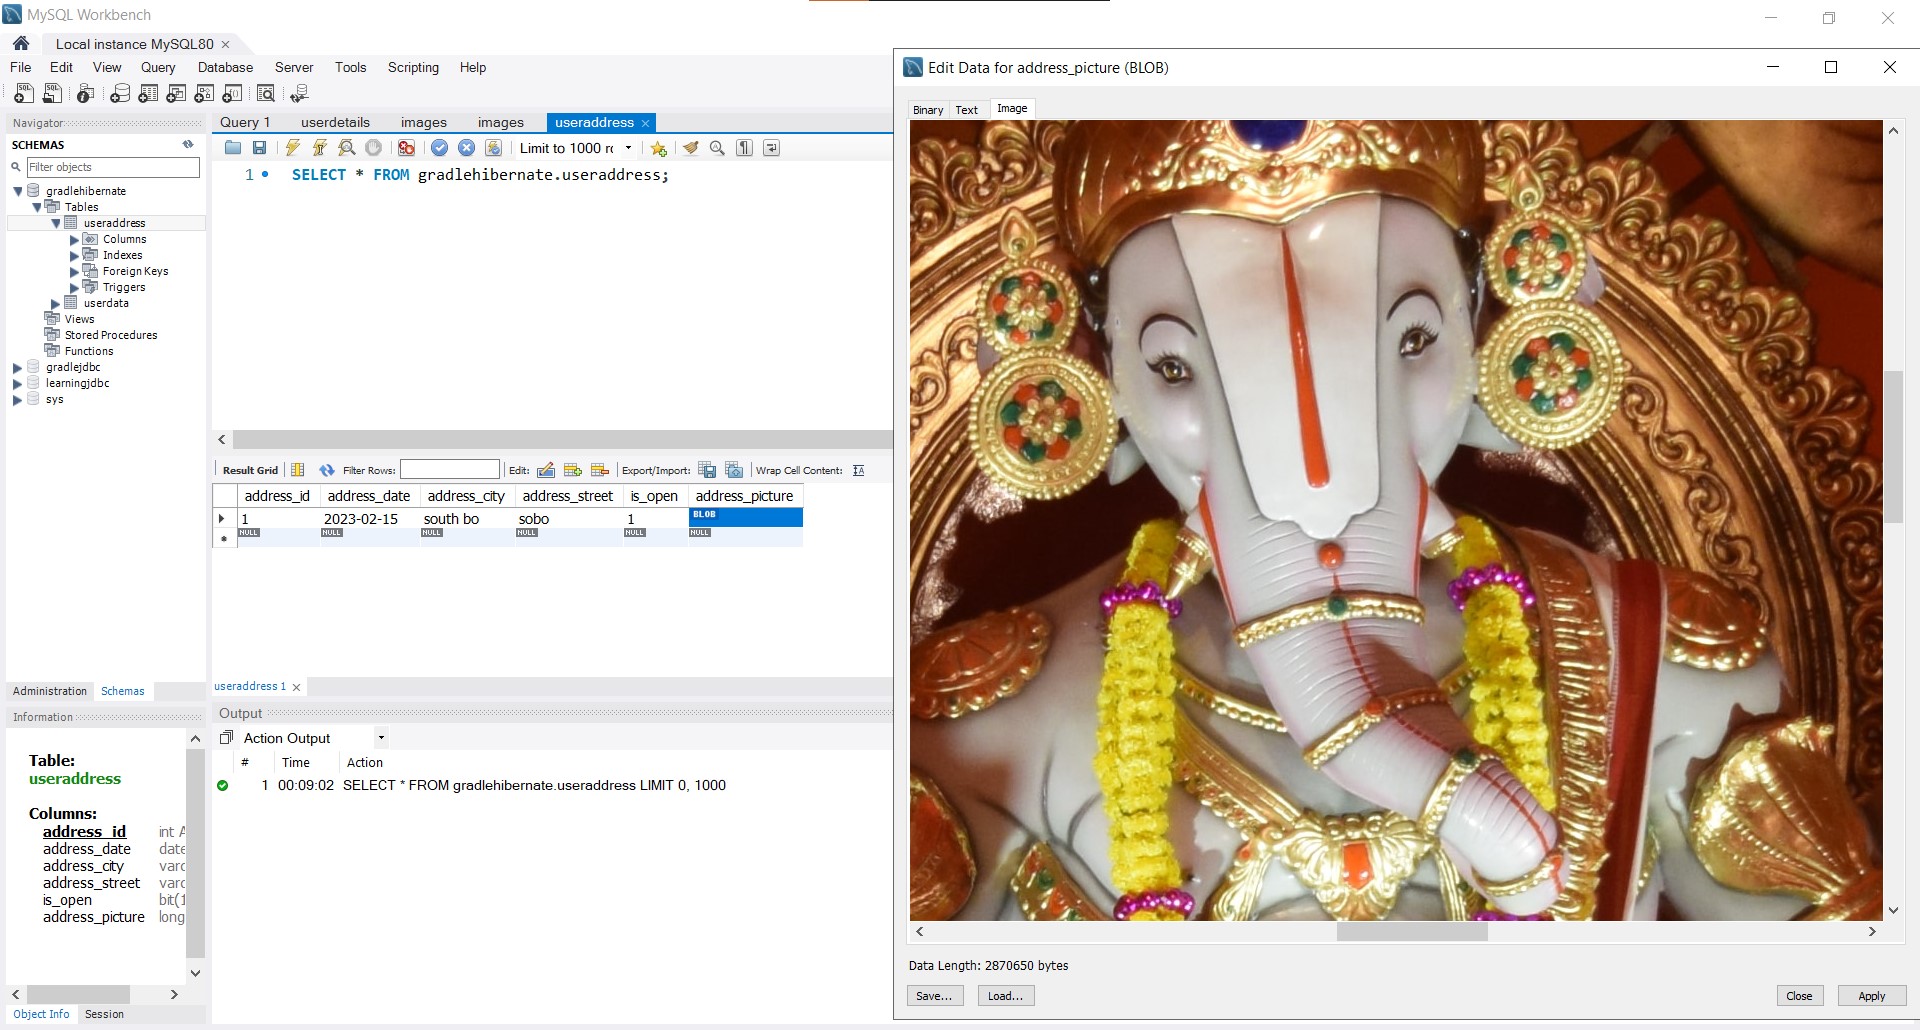 MySQL Workbench
Local instance MySQL80
File Edit View Query Database Server Tools Scripting Help
Navigator
SCHEMAS
Filter objects
gradlehibernate
Tables
useraddress
Columns
Indexes
Foreign Keys
Triggers
userdata
Views
Stored Procedures
Functions
gradlejdbc
learningjdbc
sys
Administration Schemas
Information
Table:
useraddress
Columns:
address_id int A
address_date date
address_city varc
address_street varc
is_open bit(1
address_picture long
Object Info Session
Query 1 userdetails images images useraddress
Limit to 1000 rc
1 SELECT * FROM gradlehibernate.useraddress;
Result Grid Filter Rows: Edit: Export/Import: Wrap Cell Content:
address_id address_date address_city address_street is_open address_picture
1 2023-02-15 south bo sobo 1 BLOB
NULL NULL NULL NULL NULL NULL
useraddress 1
Output
Action Output
# Time Action
1 00:09:02 SELECT * FROM gradlehibernate.useraddress LIMIT 0, 1000
Edit Data for address_picture (BLOB)
Binary Text Image
Data Length: 2870650 bytes
Save... Load... Close Apply